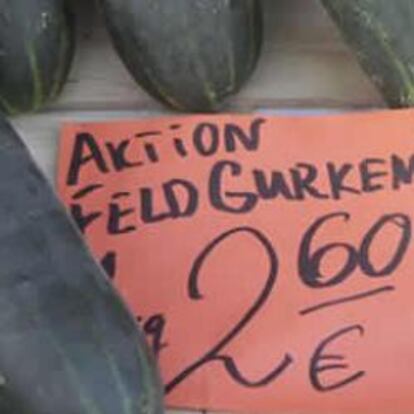 AKTION
FELD GURKEN
2 60
€